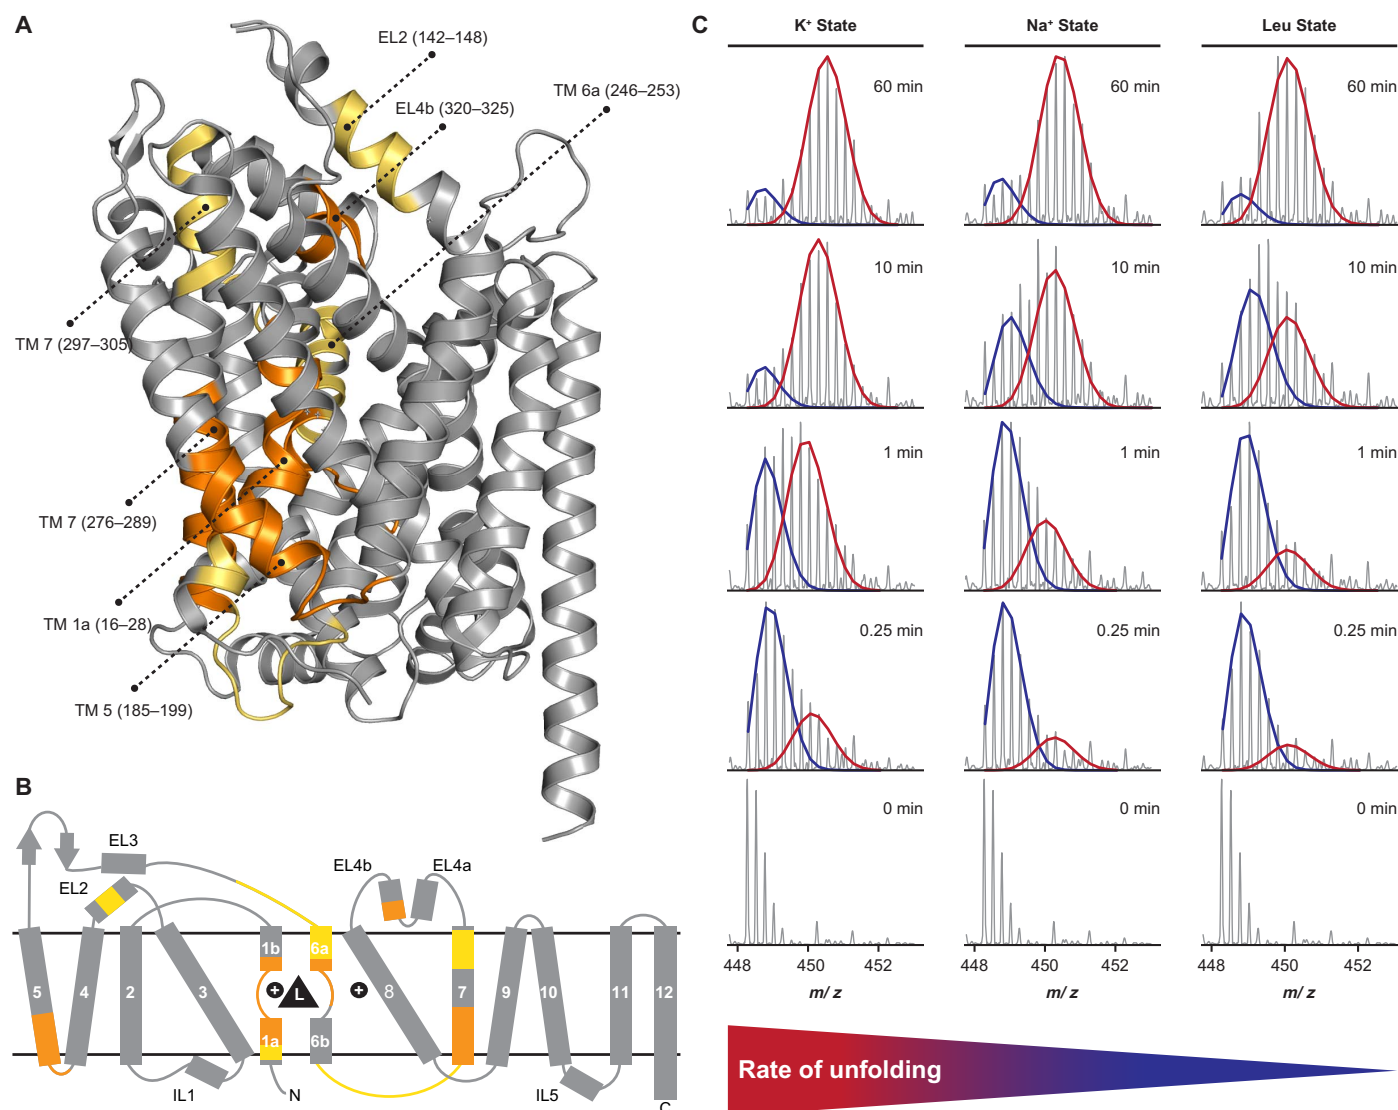 A
EL2 (142–148)
EL4b (320–325)
TM 6a (246–253)
TM 7 (297–305)
TM 7 (276–289)
TM 1a (16–28)
TM 5 (185–199)
B
EL3
EL2
EL4b
EL4a
1b
6a
5
4
2
3
+
L
+
8
7
9
10
11
12
1a
6b
IL1
N
IL5
C
C
K+ State
Na+ State
Leu State
60 min
60 min
60 min
10 min
10 min
10 min
1 min
1 min
1 min
0.25 min
0.25 min
0.25 min
0 min
0 min
0 min
448 450 452
448 450 452
448 450 452
m/ z
m/ z
m/ z
Rate of unfolding